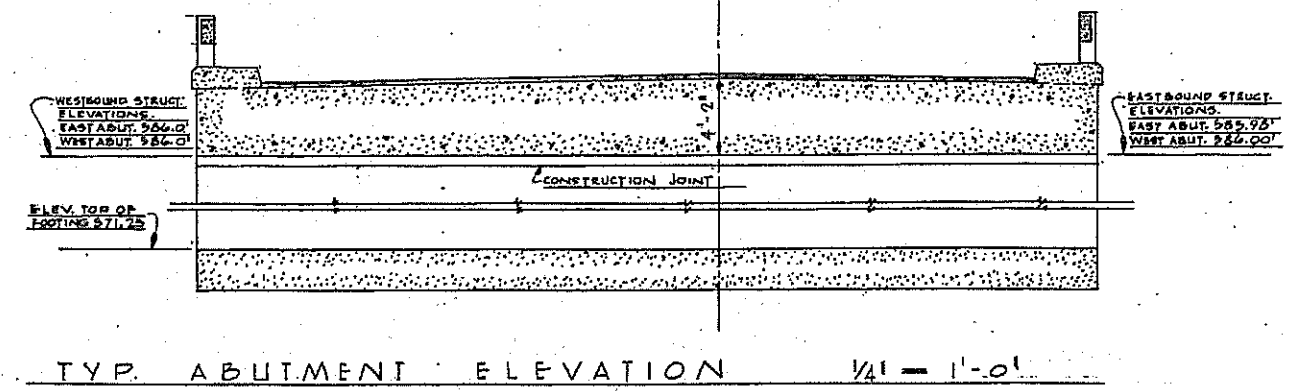 WESTBOUND STRUCT.
ELEVATIONS.
EAST ABUT. 586.0'
WEST ABUT. 586.0'
4'-2"
EASTBOUND STRUCT.
ELEVATIONS.
EAST ABUT. 585.98'
WEST ABUT. 586.00'
CONSTRUCTION JOINT
ELEV. TOP OF
FOOTING 571.25
TYP. ABUTMENT ELEVATION 1/4' = 1'-0'